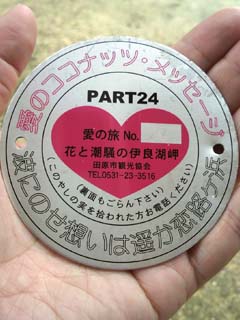 愛のココナッツ・メッセージ
PART24
愛の旅 No.
花と潮騒の伊良湖岬
田原市観光協会
TEL0531-23-3516
(裏面もごらん下さい)
(このやしの実を拾われた方お電話ください)
波にのせ想いは遥か恋路ヶ浜